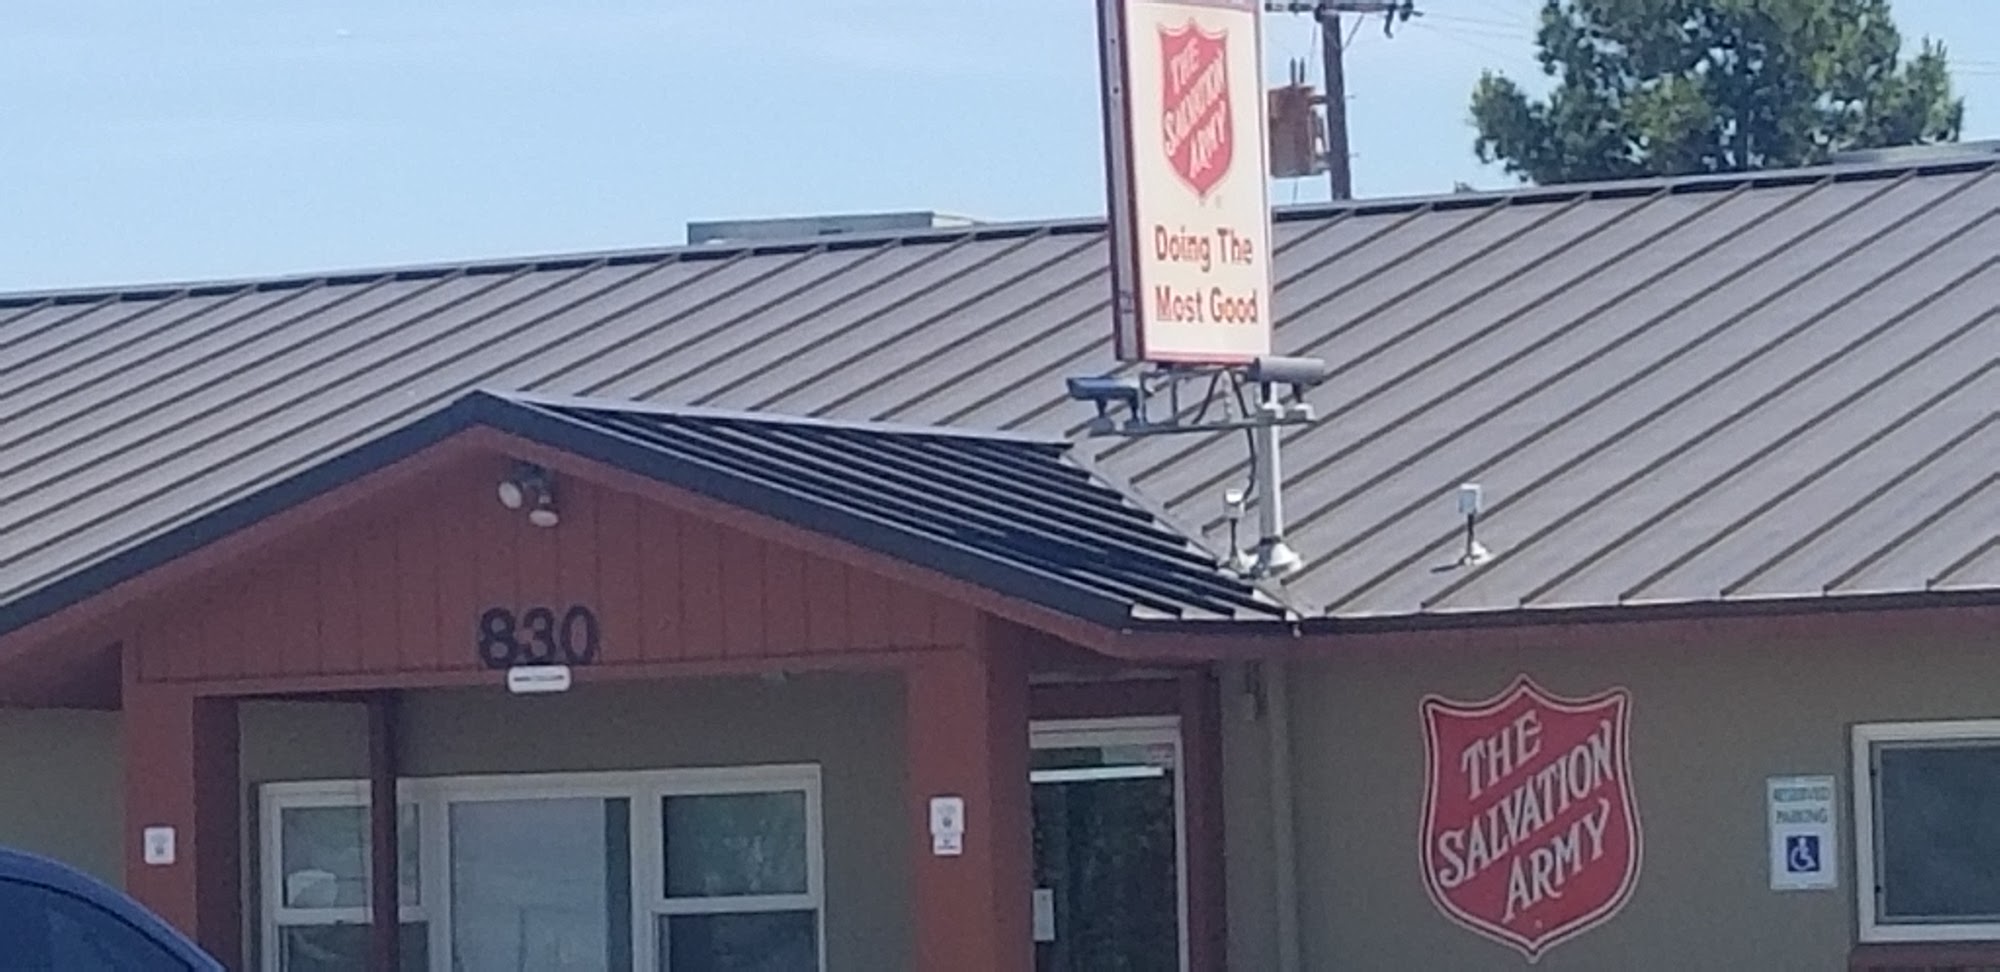 THE
SALVATION
ARMY
Doing The
Most Good
830
THE
SALVATION
ARMY
RESERVED
PARKING